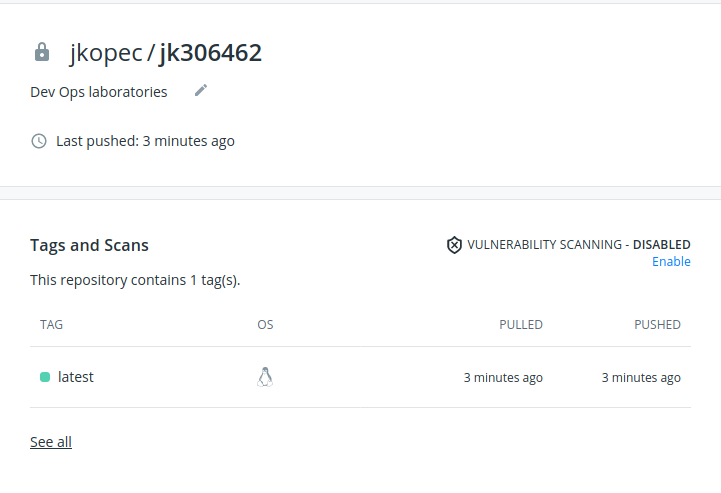 jkopec / jk306462
Dev Ops laboratories
Last pushed: 3 minutes ago
Tags and Scans
VULNERABILITY SCANNING - DISABLED
Enable
This repository contains 1 tag(s).
TAG OS PULLED PUSHED
latest 3 minutes ago 3 minutes ago
See all